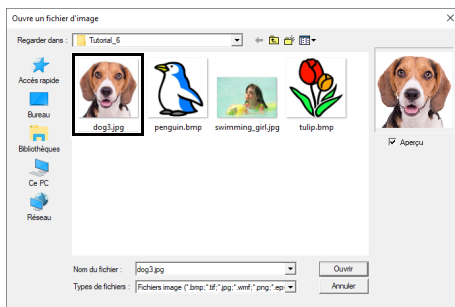 Ouvre un fichier d'image
Regarder dans :
Tutorial_6
Accès rapide
Bureau
Bibliothèques
Ce PC
Réseau
dog3.jpg
penguin.bmp
swimming_girl.jpg
tulip.bmp
Aperçu
Nom du fichier :
dog3.jpg
Ouvrir
Types de fichiers :
Fichiers image (*.bmp;*.tif;*.jpg;*.wmf;*.png;*.ep
Annuler